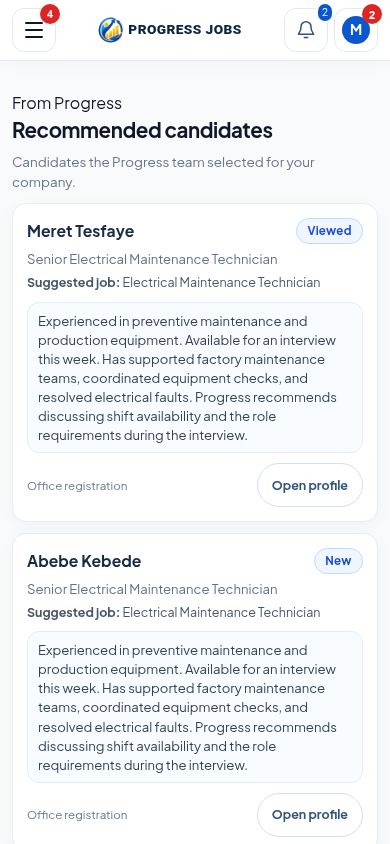 4
PROGRESS JOBS
2
M
2
From Progress
Recommended candidates
Candidates the Progress team selected for your
company.
Meret Tesfaye
Viewed
Senior Electrical Maintenance Technician
Suggested job: Electrical Maintenance Technician
Experienced in preventive maintenance and
production equipment. Available for an interview
this week. Has supported factory maintenance
teams, coordinated equipment checks, and
resolved electrical faults. Progress recommends
discussing shift availability and the role
requirements during the interview.
Office registration
Open profile
Abebe Kebede
New
Senior Electrical Maintenance Technician
Suggested job: Electrical Maintenance Technician
Experienced in preventive maintenance and
production equipment. Available for an interview
this week. Has supported factory maintenance
teams, coordinated equipment checks, and
resolved electrical faults. Progress recommends
discussing shift availability and the role
requirements during the interview.
Office registration
Open profile